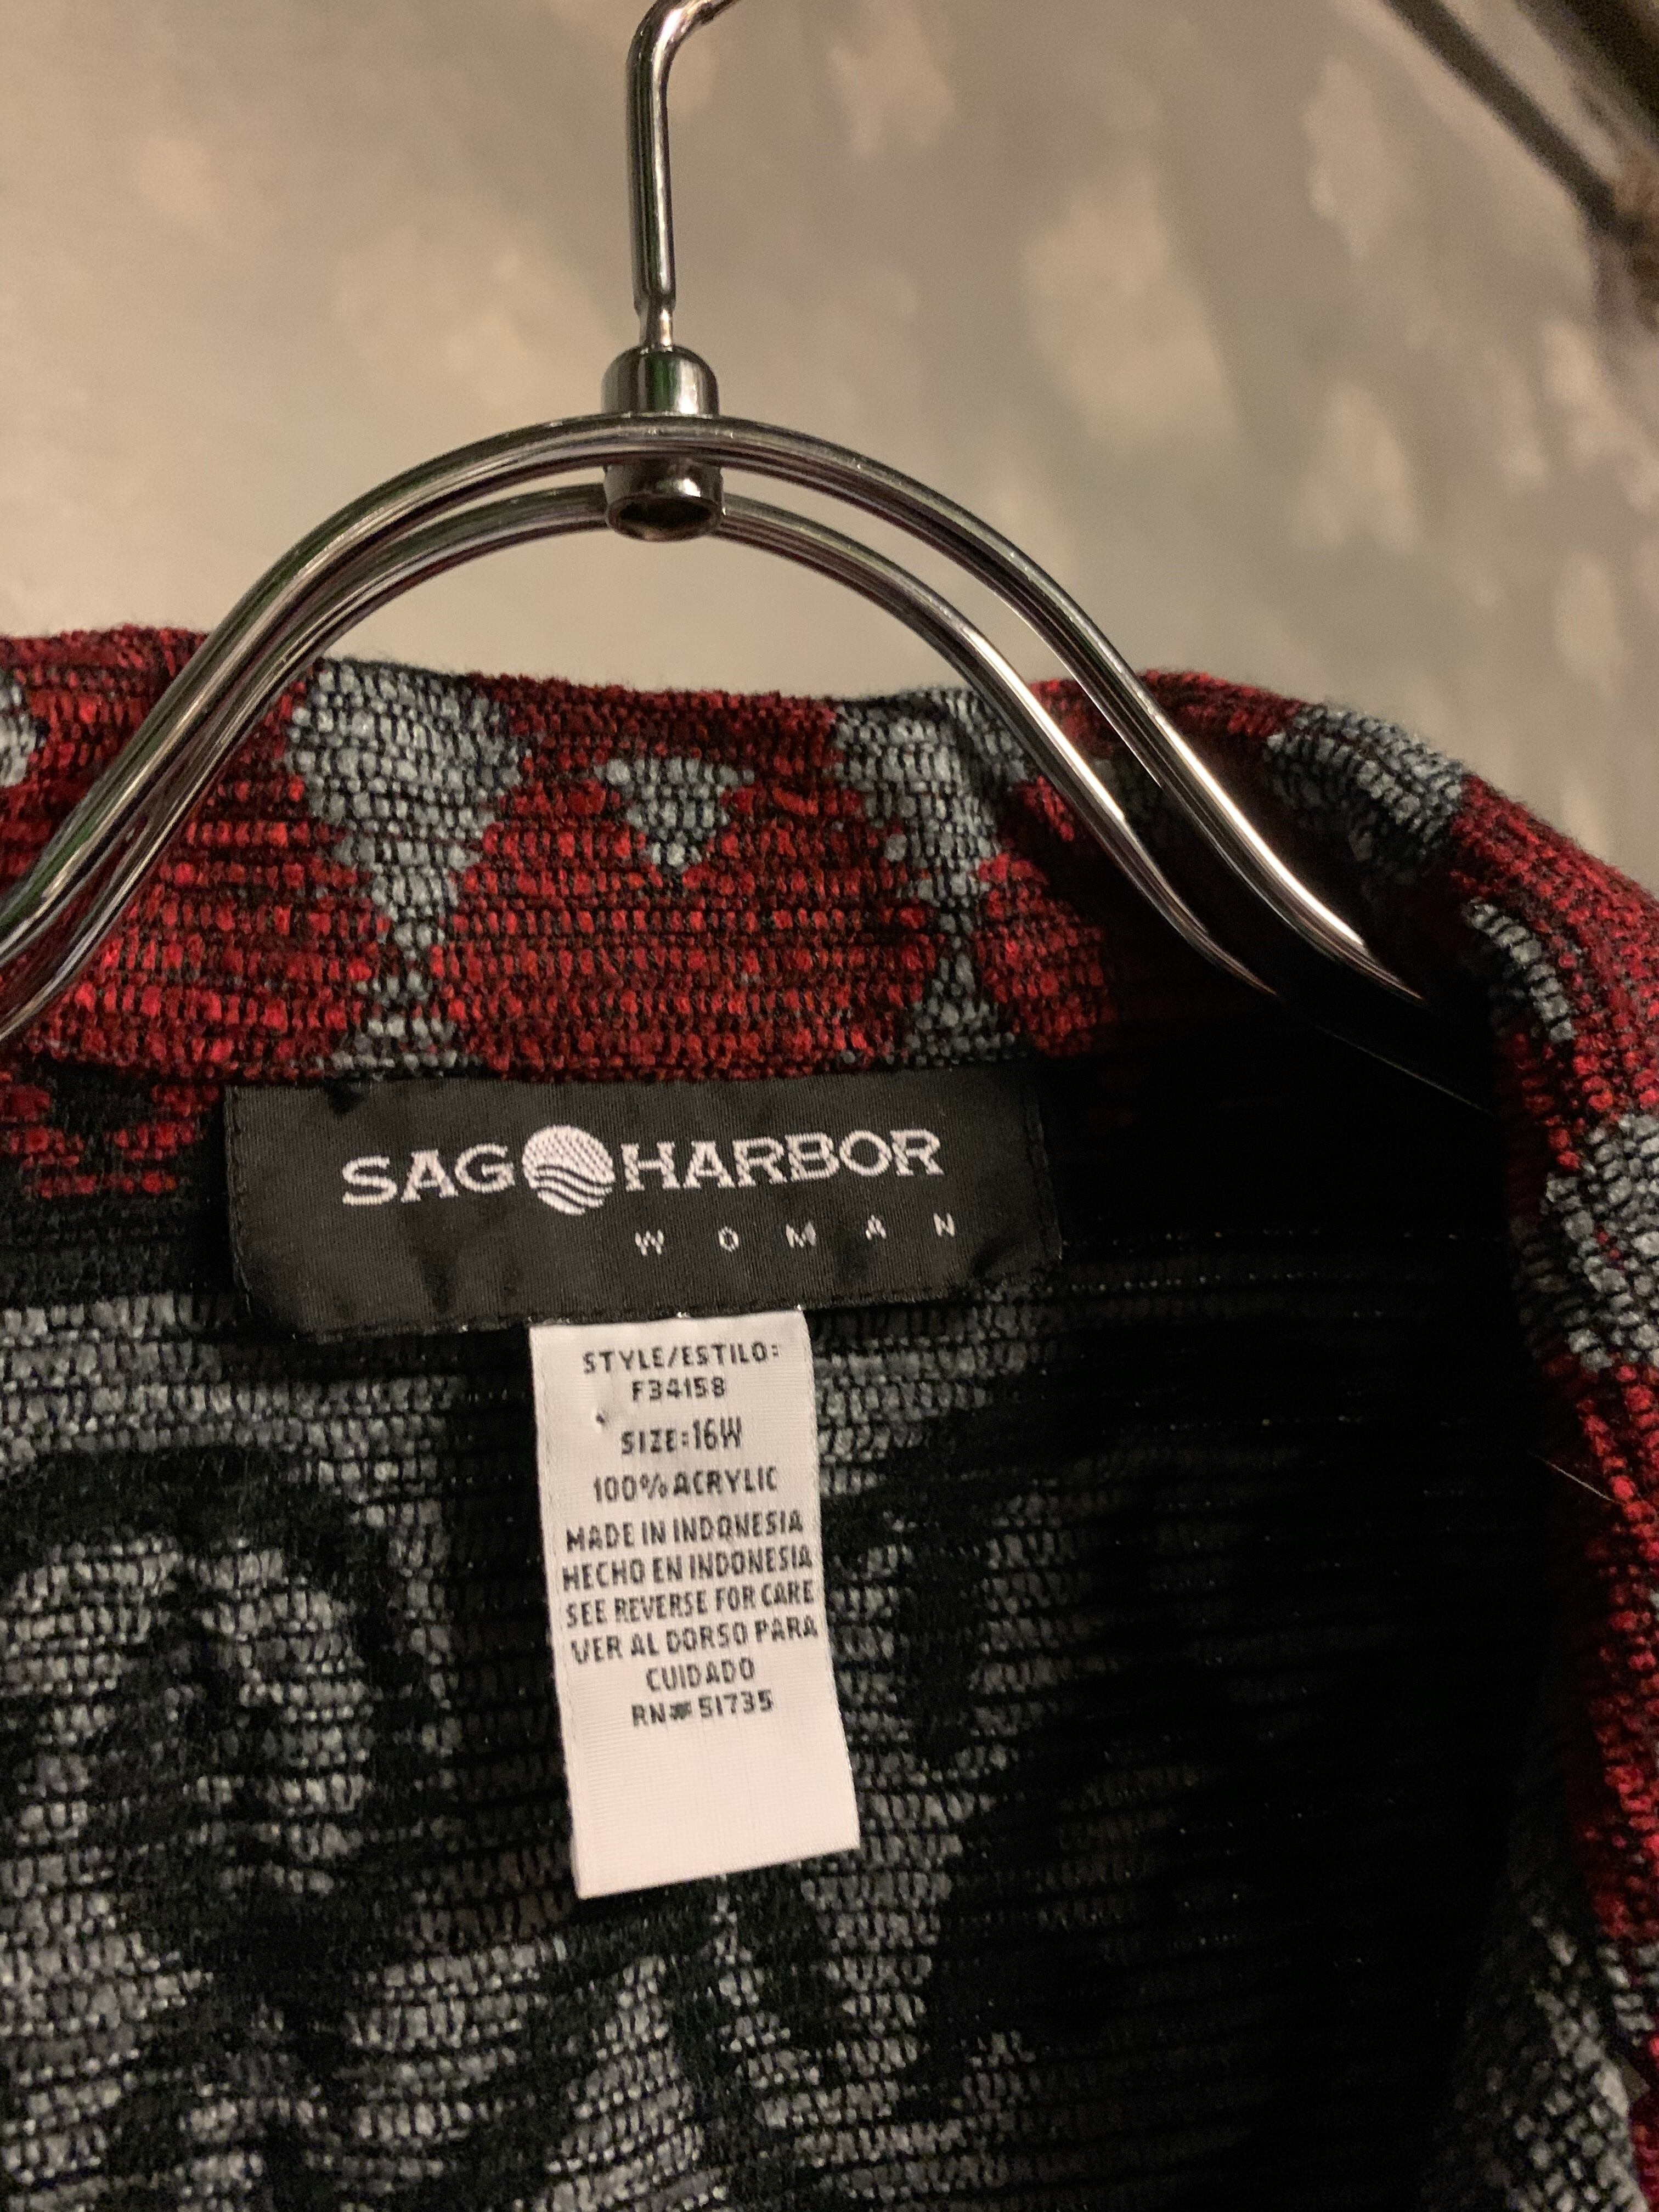 SAG HARBOR
WOMAN
STYLE/ESTILO:
F34158
SIZE:16W
100% ACRYLIC
MADE IN INDONESIA
HECHO EN INDONESIA
SEE REVERSE FOR CARE
VER AL DORSO PARA
CUIDADO
RN#51735